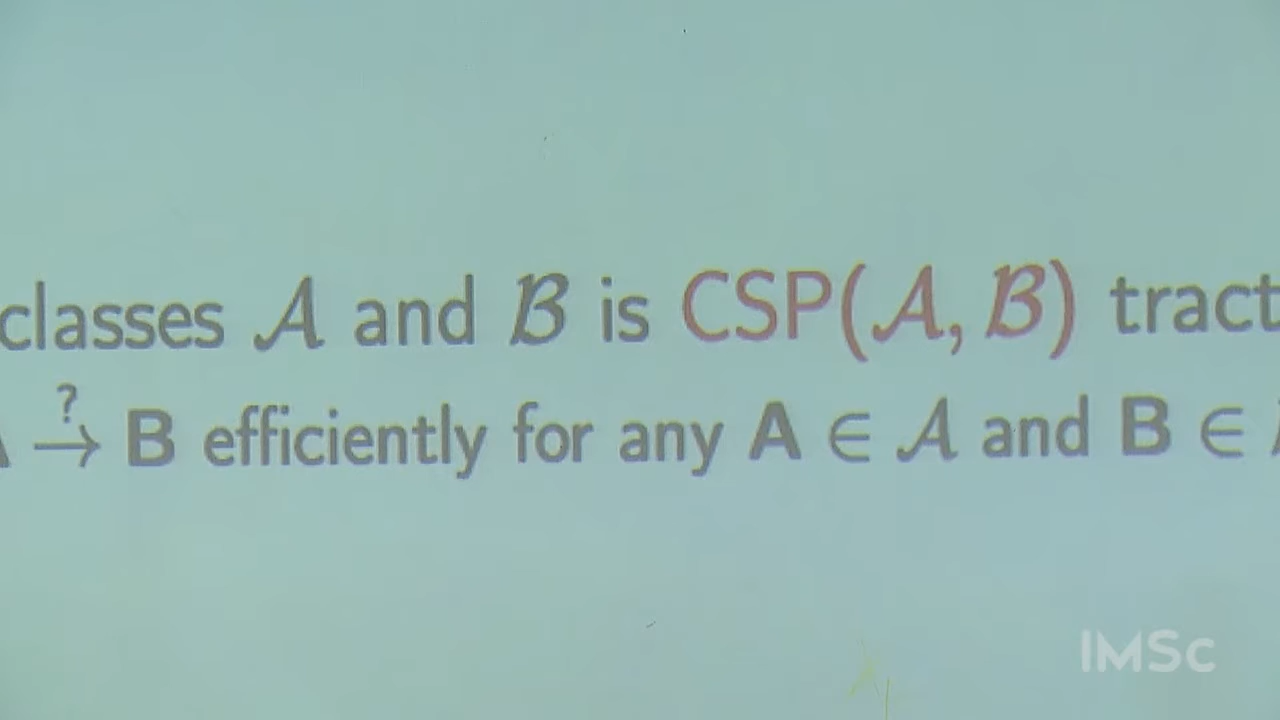 classes 𝒜 and ℬ is CSP(𝒜, ℬ) tract
?
→ B efficiently for any A ∈ 𝒜 and B ∈
IMSc